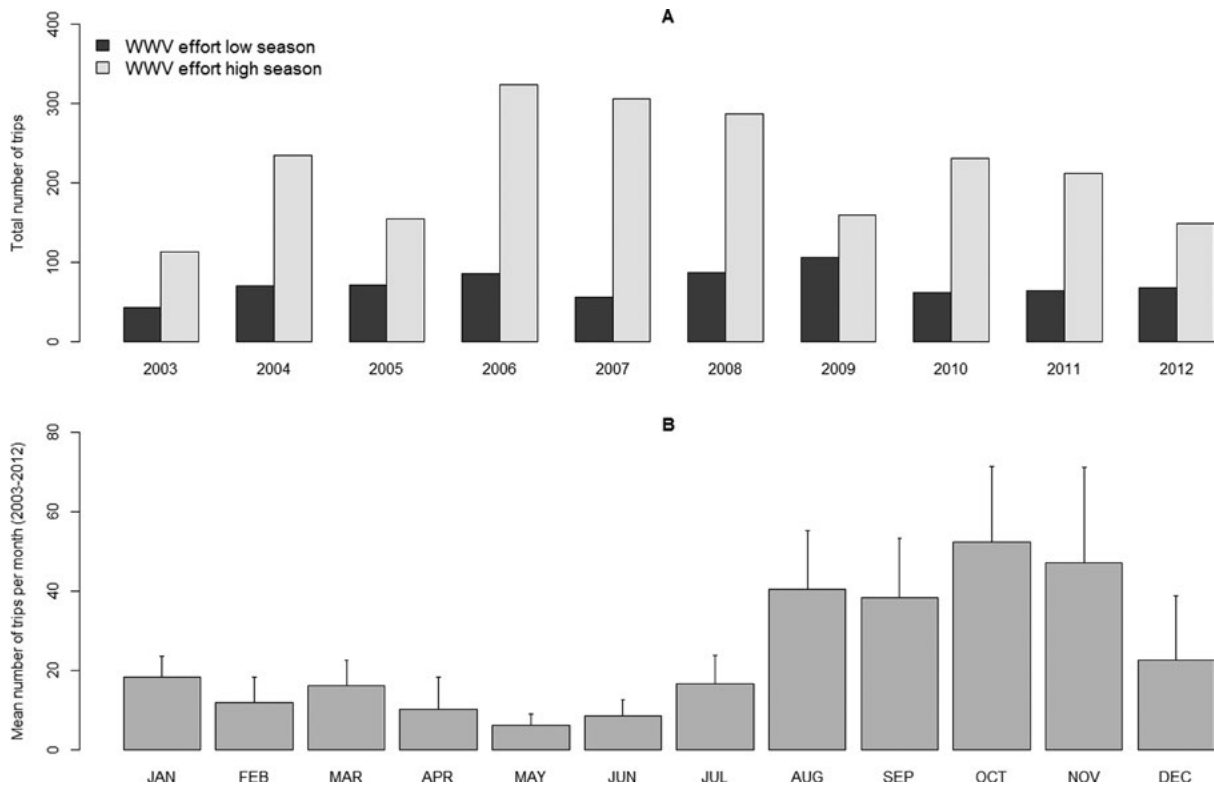 A
400
300
200
100
0
Total number of trips
WWV effort low season
WWV effort high season
2003 2004 2005 2006 2007 2008 2009 2010 2011 2012
B
80
60
40
20
0
Mean number of trips per month (2003-2012)
JAN FEB MAR APR MAY JUN JUL AUG SEP OCT NOV DEC